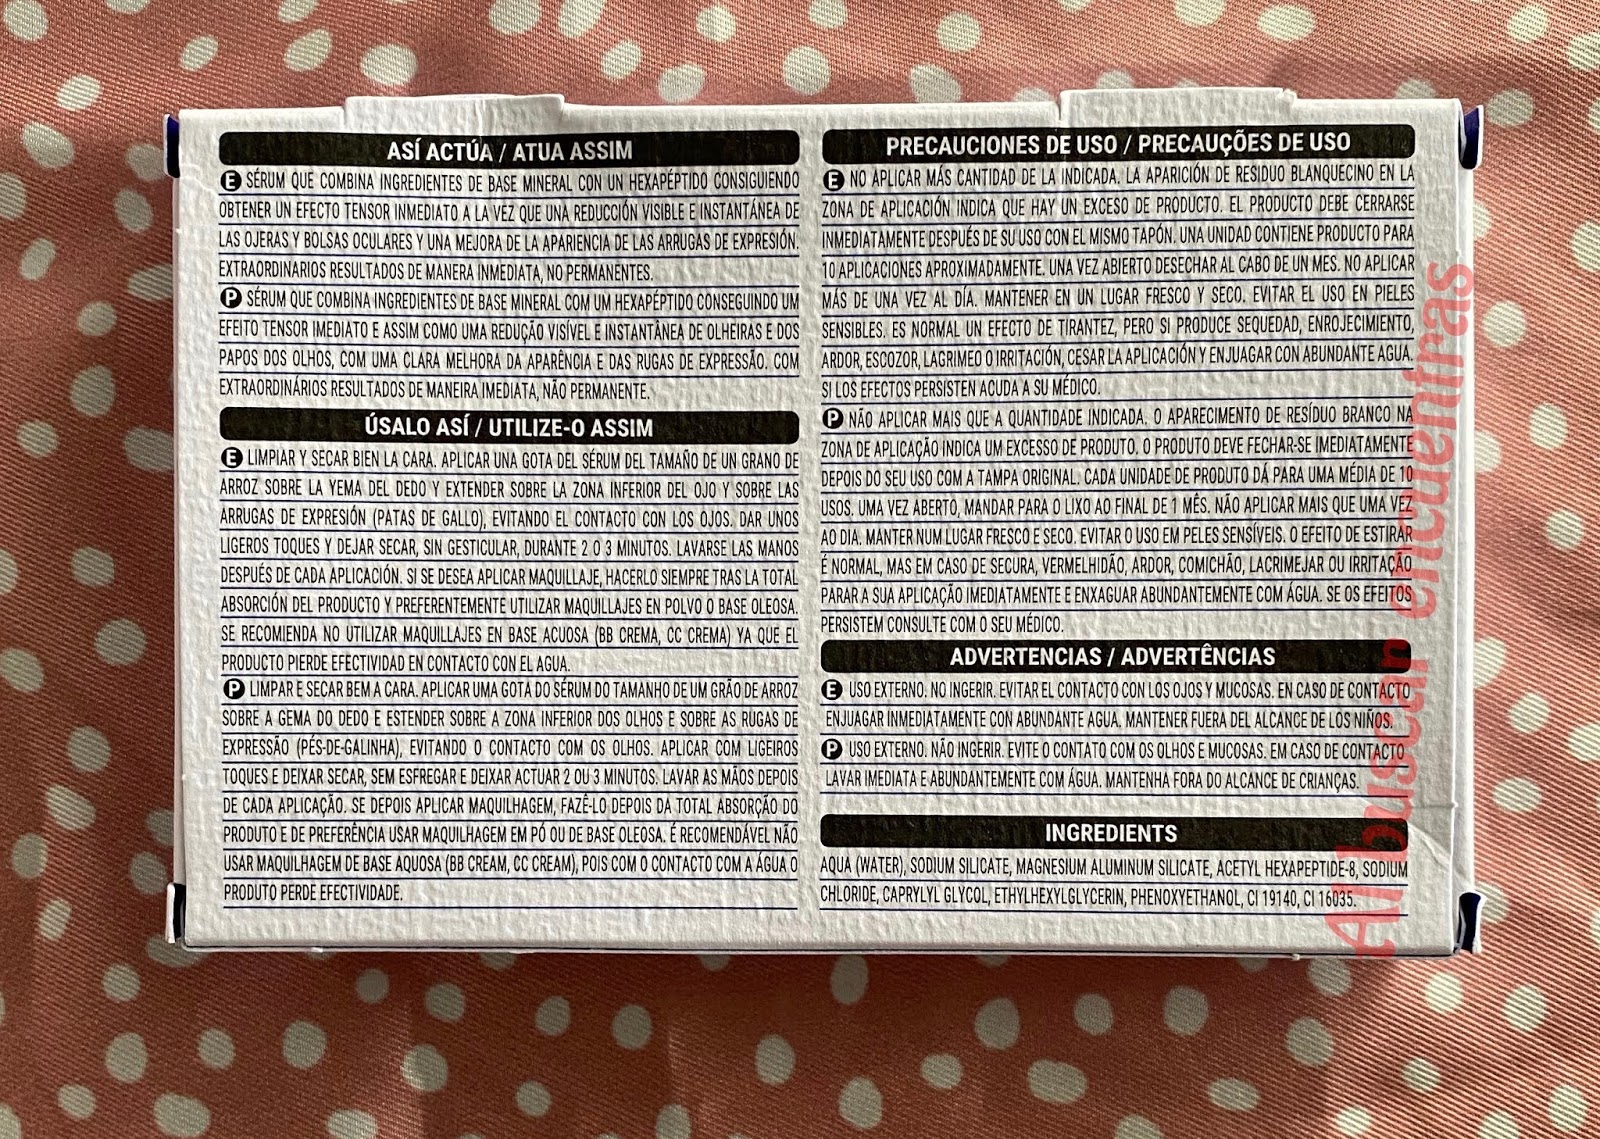 ASÍ ACTÚA / ATUA ASSIM
E SÉRUM QUE COMBINA INGREDIENTES DE BASE MINERAL CON UN HEXAPÉPTIDO CONSIGUIENDO
OBTENER UN EFECTO TENSOR INMEDIATO A LA VEZ QUE UNA REDUCCIÓN VISIBLE E INSTANTÁNEA DE
LAS OJERAS Y BOLSAS OCULARES Y UNA MEJORA DE LA APARIENCIA DE LAS ARRUGAS DE EXPRESIÓN.
EXTRAORDINARIOS RESULTADOS DE MANERA INMEDIATA, NO PERMANENTES.
P SÉRUM QUE COMBINA INGREDIENTES DE BASE MINERAL COM UM HEXAPÉPTIDO CONSEGUINDO UM
EFEITO TENSOR IMEDIATO E ASSIM COMO UMA REDUÇÃO VISÍVEL E INSTANTÂNEA DE OLHEIRAS E DOS
PAPOS DOS OLHOS, COM UMA CLARA MELHORA DA APARÊNCIA E DAS RUGAS DE EXPRESSÃO. COM
EXTRAORDINÁRIOS RESULTADOS DE MANEIRA IMEDIATA, NÃO PERMANENTE.
ÚSALO ASÍ / UTILIZE-O ASSIM
E LIMPIAR Y SECAR BIEN LA CARA. APLICAR UNA GOTA DEL SÉRUM DEL TAMAÑO DE UN GRANO DE
ARROZ SOBRE LA YEMA DEL DEDO Y EXTENDER SOBRE LA ZONA INFERIOR DEL OJO Y SOBRE LAS
ARRUGAS DE EXPRESIÓN (PATAS DE GALLO), EVITANDO EL CONTACTO CON LOS OJOS. DAR UNOS
LIGEROS TOQUES Y DEJAR SECAR, SIN GESTICULAR, DURANTE 2 O 3 MINUTOS. LAVARSE LAS MANOS
DESPUÉS DE CADA APLICACIÓN. SI SE DESEA APLICAR MAQUILLAJE, HACERLO SIEMPRE TRAS LA TOTAL
ABSORCIÓN DEL PRODUCTO Y PREFERENTEMENTE UTILIZAR MAQUILLAJES EN POLVO O BASE OLEOSA.
SE RECOMIENDA NO UTILIZAR MAQUILLAJES EN BASE ACUOSA (BB CREMA, CC CREMA) YA QUE EL
PRODUCTO PIERDE EFECTIVIDAD EN CONTACTO CON EL AGUA.
P LIMPAR E SECAR BEM A CARA. APLICAR UMA GOTA DO SÉRUM DO TAMANHO DE UM GRÃO DE ARROZ
SOBRE A GEMA DO DEDO E ESTENDER SOBRE A ZONA INFERIOR DOS OLHOS E SOBRE AS RUGAS DE
EXPRESSÃO (PÉS-DE-GALINHA), EVITANDO O CONTACTO COM OS OLHOS. APLICAR COM LIGEIROS
TOQUES E DEIXAR SECAR, SEM ESFREGAR E DEIXAR ACTUAR 2 OU 3 MINUTOS. LAVAR AS MÃOS DEPOIS
DE CADA APLICAÇÃO. SE DEPOIS APLICAR MAQUILHAGEM, FAZÊ-LO DEPOIS DA TOTAL ABSORÇÃO DO
PRODUTO E DE PREFERÊNCIA USAR MAQUILHAGEM EM PÓ OU DE BASE OLEOSA. É RECOMENDÁVEL NÃO
USAR MAQUILHAGEM DE BASE AQUOSA (BB CREAM, CC CREAM), POIS COM O CONTACTO COM A ÁGUA O
PRODUTO PERDE EFECTIVIDADE.
PRECAUCIONES DE USO / PRECAUÇÕES DE USO
E NO APLICAR MÁS CANTIDAD DE LA INDICADA. LA APARICIÓN DE RESIDUO BLANQUECINO EN LA
ZONA DE APLICACIÓN INDICA QUE HAY UN EXCESO DE PRODUCTO. EL PRODUCTO DEBE CERRARSE
INMEDIATAMENTE DESPUÉS DE SU USO CON EL MISMO TAPÓN. UNA UNIDAD CONTIENE PRODUCTO PARA
10 APLICACIONES APROXIMADAMENTE. UNA VEZ ABIERTO DESECHAR AL CABO DE UN MES. NO APLICAR
MÁS DE UNA VEZ AL DÍA. MANTENER EN UN LUGAR FRESCO Y SECO. EVITAR EL USO EN PIELES
SENSIBLES. ES NORMAL UN EFECTO DE TIRANTEZ, PERO SI PRODUCE SEQUEDAD, ENROJECIMIENTO,
ARDOR, ESCOZOR, LAGRIMEO O IRRITACIÓN, CESAR LA APLICACIÓN Y ENJUAGAR CON ABUNDANTE AGUA.
SI LOS EFECTOS PERSISTEN ACUDA A SU MÉDICO.
P NÃO APLICAR MAIS QUE A QUANTIDADE INDICADA. O APARECIMENTO DE RESÍDUO BRANCO NA
ZONA DE APLICAÇÃO INDICA UM EXCESSO DE PRODUCTO. O PRODUTO DEVE FECHAR-SE IMEDIATAMENTE
DEPOIS DO SEU USO COM A TAMPA ORIGINAL. CADA UNIDADE DE PRODUTO DÁ PARA UMA MÉDIA DE 10
USOS. UMA VEZ ABERTO, MANDAR PARA O LIXO AO FINAL DE 1 MÊS. NÃO APLICAR MAIS QUE UMA VEZ
AO DIA. MANTER NUM LUGAR FRESCO E SECO. EVITAR O USO EM PELES SENSÍVEIS. O EFEITO DE ESTIRAR
É NORMAL, MAS EM CASO DE SECURA, VERMELHIDÃO, ARDOR, COMICHÃO, LACRIMEJAR OU IRRITAÇÃO
PARAR A SUA APLICAÇÃO IMEDIATAMENTE E ENXAGUAR ABUNDANTEMENTE COM ÁGUA. SE OS EFEITOS
PERSISTEM CONSULTE COM O SEU MÉDICO.
ADVERTENCIAS / ADVERTÊNCIAS
E USO EXTERNO. NO INGERIR. EVITAR EL CONTACTO CON LOS OJOS Y MUCOSAS. EN CASO DE CONTACTO
ENJUAGAR INMEDIATAMENTE CON ABUNDANTE AGUA. MANTENER FUERA DEL ALCANCE DE LOS NIÑOS.
P USO EXTERNO. NÃO INGERIR. EVITE O CONTATO COM OS OLHOS E MUCOSAS. EM CASO DE CONTACTO
LAVAR IMEDIATA E ABUNDANTEMENTE COM ÁGUA. MANTENHA FORA DO ALCANCE DE CRIANÇAS.
INGREDIENTS
AQUA (WATER), SODIUM SILICATE, MAGNESIUM ALUMINUM SILICATE, ACETYL HEXAPEPTIDE-8, SODIUM
CHLORIDE, CAPRYLYL GLYCOL, ETHYLHEXYLGLYCERIN, PHENOXYETHANOL, CI 19140, CI 16035.
Al buscar encuentras